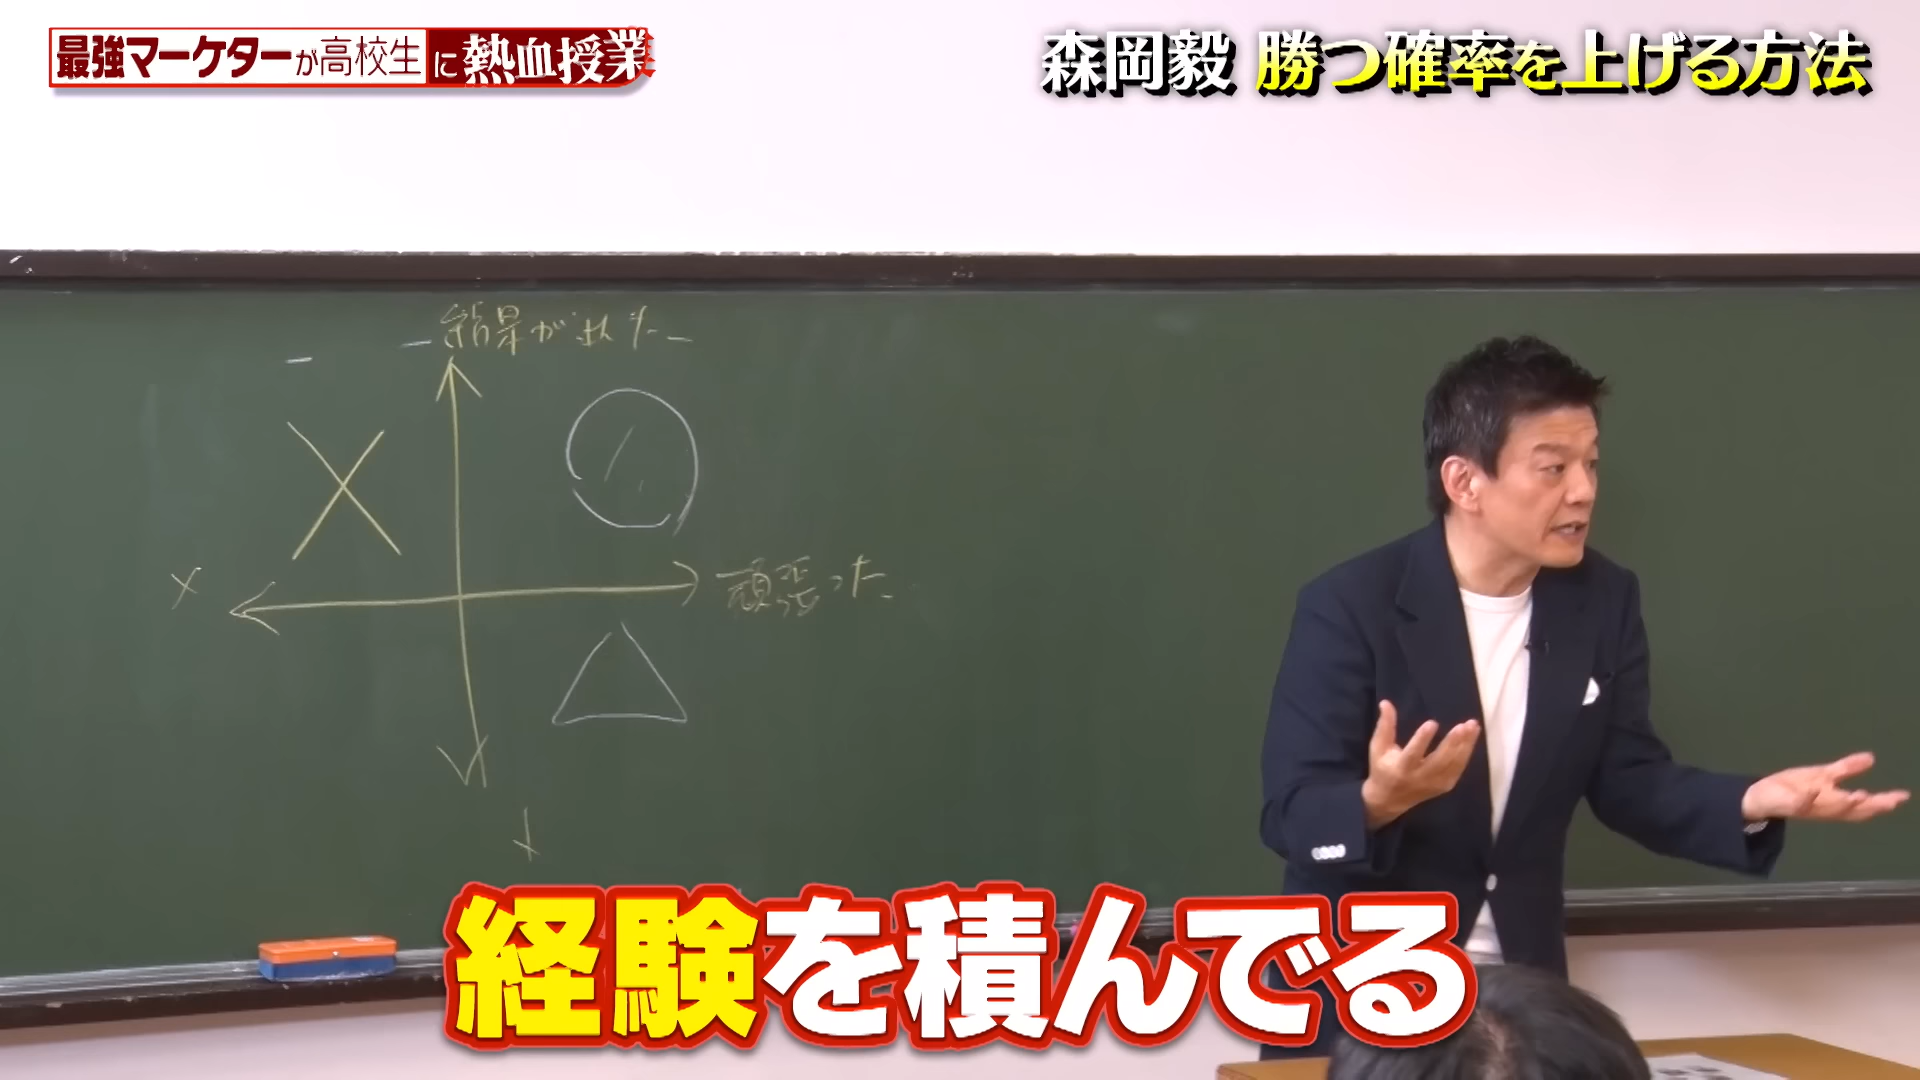 最強マーケターが高校生に熱血授業
森岡毅 勝つ確率を上げる方法
結果が出た
頑張った
経験を積んでる